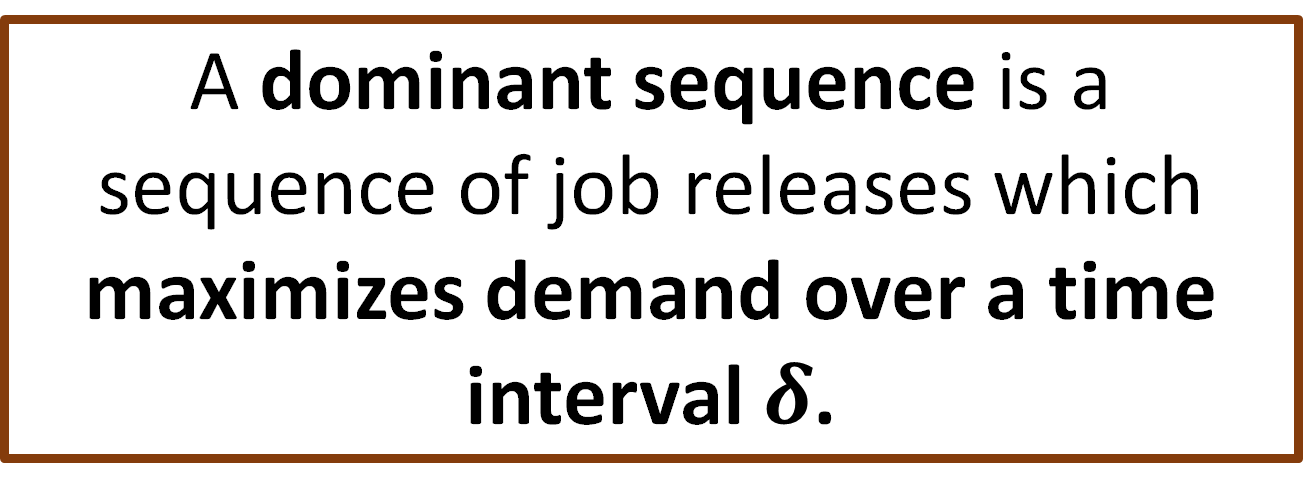 A dominant sequence is a
sequence of job releases which
maximizes demand over a time
interval δ.